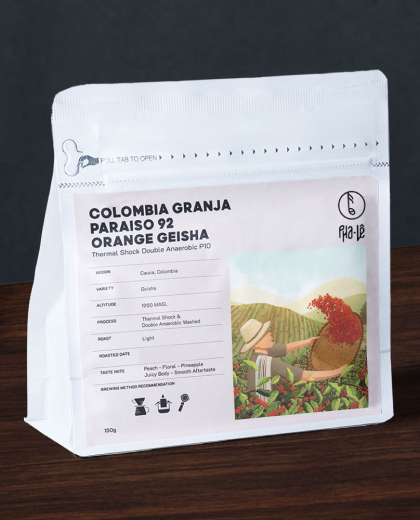 PULL TAB TO OPEN
COLOMBIA GRANJA
PARAISO 92
ORANGE GEISHA
Thermal Shock Double Anaerobic P10
PHa-Lê
REGION Cauca, Colombia
VARIETY Geisha
ALTITUDE 1950 MASL
PROCESS Thermal Shock &
Double Anaerobic Washed
ROAST Light
ROASTED DATE
TASTE NOTE Peach - Floral - Pineapple
Juicy Body - Smooth Aftertaste
BREWING METHOD RECOMMENDATION
150g